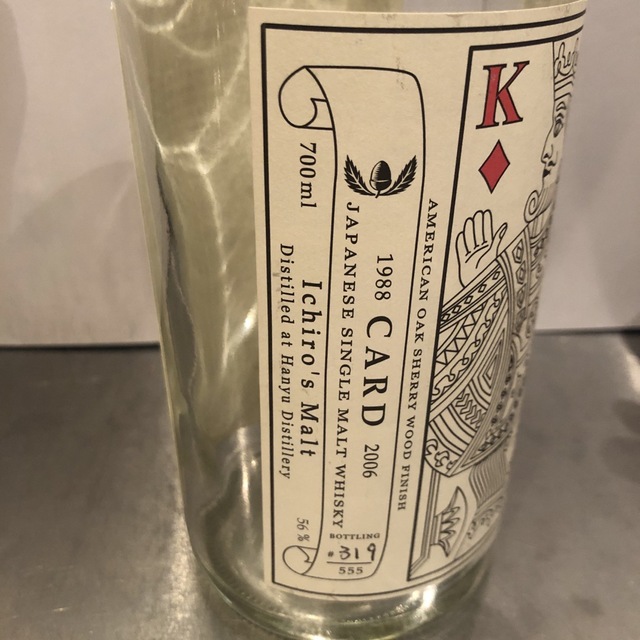 K
700ml
Ichiro's Malt
Distilled at Hanyu Distillery
56%
1988 CARD 2006
JAPANESE SINGLE MALT WHISKY
BOTTLING
# 319
555
AMERICAN OAK SHERRY WOOD FINISH